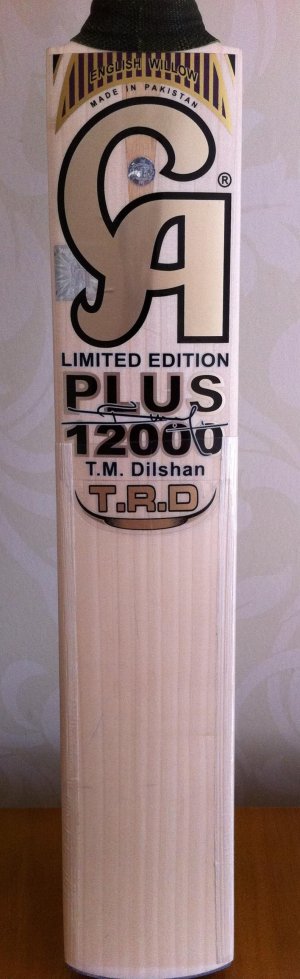 ENGLISH WILLOW
MADE IN PAKISTAN
CA ®
LIMITED EDITION
PLUS
12000
T.M. Dilshan
T.R.D